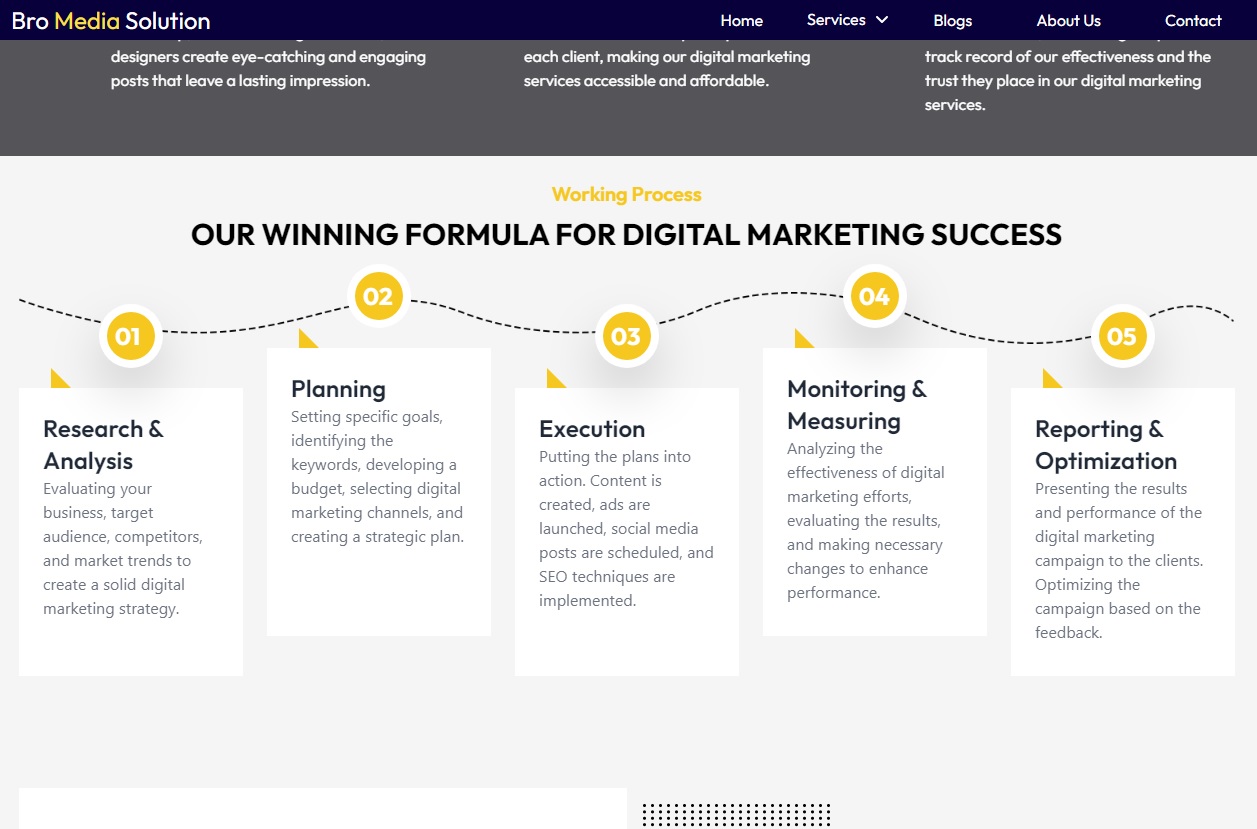 Bro Media Solution
Home
Services
Blogs
About Us
Contact
designers create eye-catching and engaging
posts that leave a lasting impression.
each client, making our digital marketing
services accessible and affordable.
track record of our effectiveness and the
trust they place in our digital marketing
services.
Working Process
OUR WINNING FORMULA FOR DIGITAL MARKETING SUCCESS
01
Research &
Analysis
Evaluating your
business, target
audience, competitors,
and market trends to
create a solid digital
marketing strategy.
02
Planning
Setting specific goals,
identifying the
keywords, developing a
budget, selecting digital
marketing channels, and
creating a strategic plan.
03
Execution
Putting the plans into
action. Content is
created, ads are
launched, social media
posts are scheduled, and
SEO techniques are
implemented.
04
Monitoring &
Measuring
Analyzing the
effectiveness of digital
marketing efforts,
evaluating the results,
and making necessary
changes to enhance
performance.
05
Reporting &
Optimization
Presenting the results
and performance of the
digital marketing
campaign to the clients.
Optimizing the
campaign based on the
feedback.